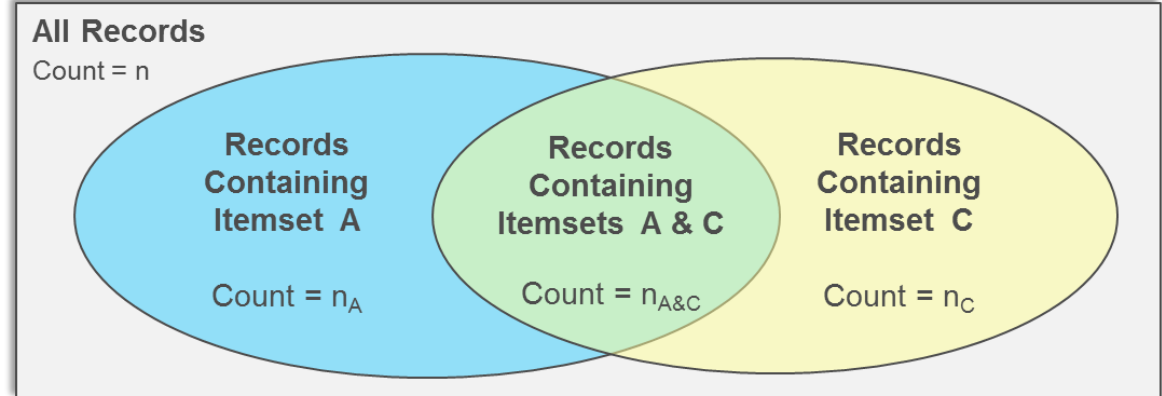 All Records
Count = n
Records
Containing
Itemset A
Count = nA
Records
Containing
Itemsets A & C
Count = nA&C
Records
Containing
Itemset C
Count = nC